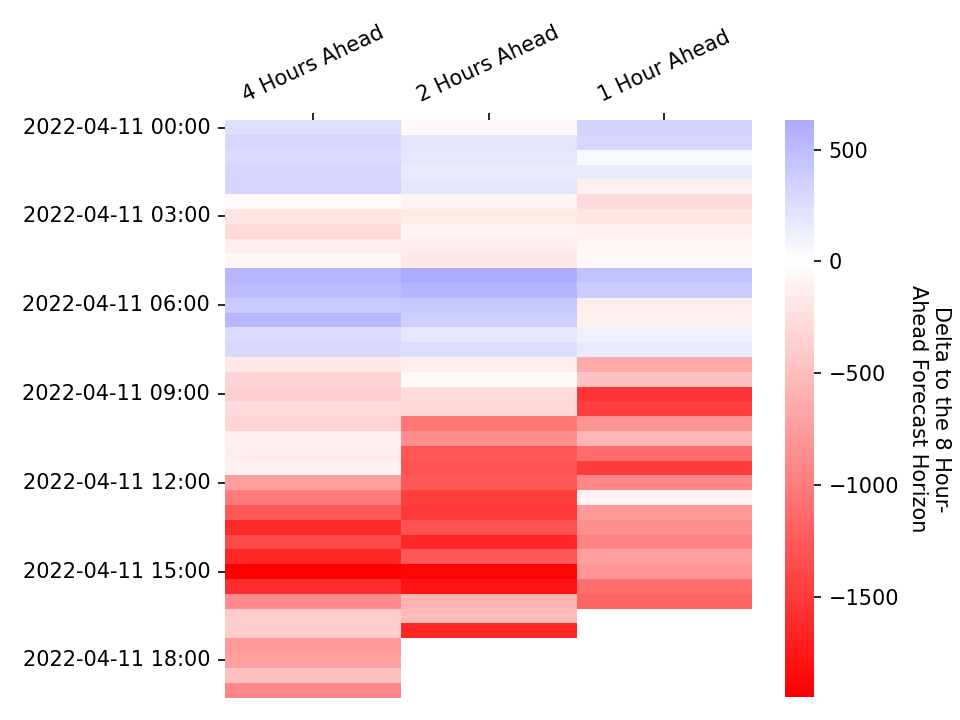 4 Hours Ahead
2 Hours Ahead
1 Hour Ahead
2022-04-11 00:00
2022-04-11 03:00
2022-04-11 06:00
2022-04-11 09:00
2022-04-11 12:00
2022-04-11 15:00
2022-04-11 18:00
500
0
−500
−1000
−1500
Delta to the 8 Hour-
Ahead Forecast Horizon